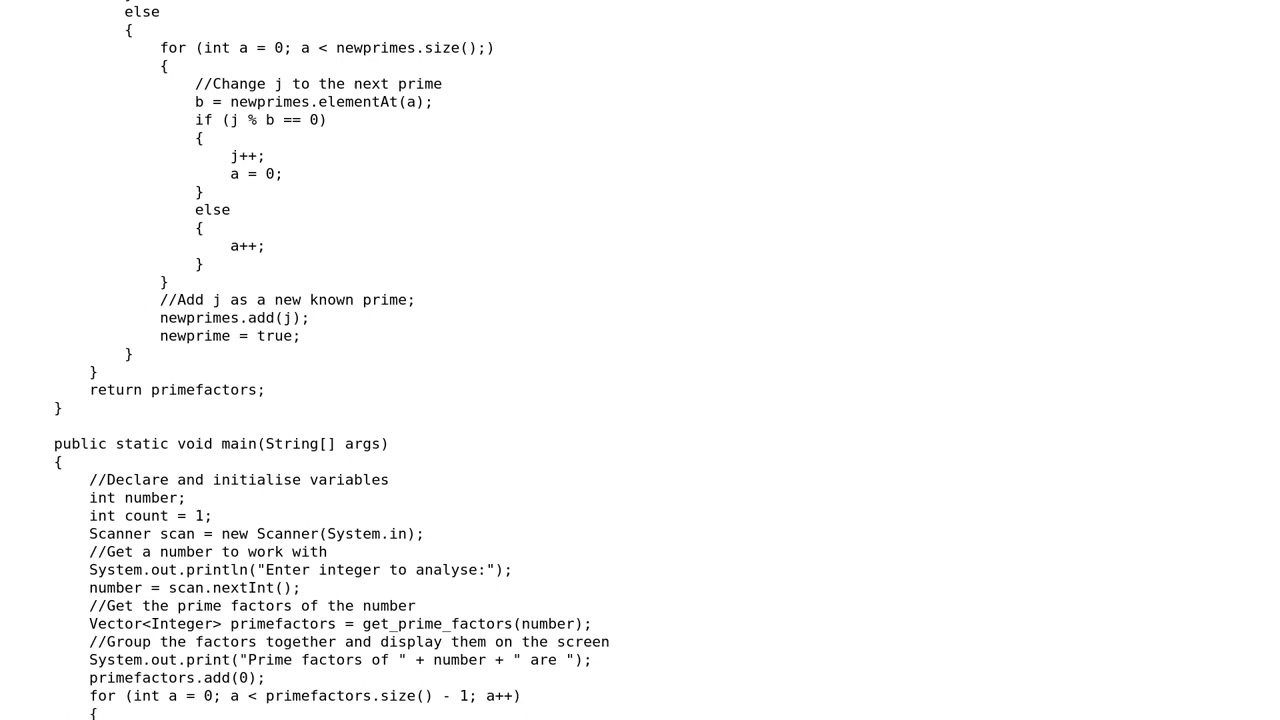 else
{
for (int a = 0; a < newprimes.size();)
{
//Change j to the next prime
b = newprimes.elementAt(a);
if (j % b == 0)
{
j++;
a = 0;
}
else
{
a++;
}
}
//Add j as a new known prime;
newprimes.add(j);
newprime = true;
}
}
return primefactors;
}
public static void main(String[] args)
{
//Declare and initialise variables
int number;
int count = 1;
Scanner scan = new Scanner(System.in);
//Get a number to work with
System.out.println("Enter integer to analyse:");
number = scan.nextInt();
//Get the prime factors of the number
Vector<Integer> primefactors = get_prime_factors(number);
//Group the factors together and display them on the screen
System.out.print("Prime factors of " + number + " are ");
primefactors.add(0);
for (int a = 0; a < primefactors.size() - 1; a++)
{